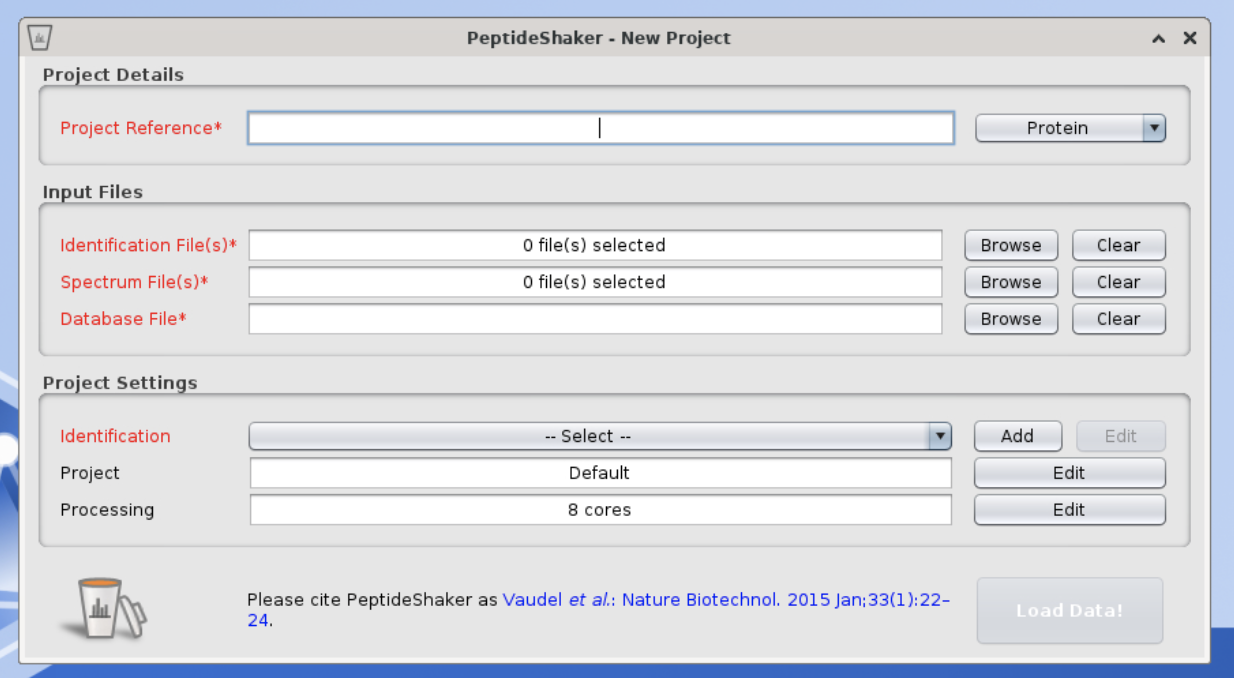 PeptideShaker - New Project
Project Details
Project Reference* Protein
Input Files
Identification File(s)* 0 file(s) selected Browse Clear
Spectrum File(s)* 0 file(s) selected Browse Clear
Database File* Browse Clear
Project Settings
Identification -- Select -- Add Edit
Project Default Edit
Processing 8 cores Edit
Please cite PeptideShaker as Vaudel et al.: Nature Biotechnol. 2015 Jan;33(1):22–
24.
Load Data!